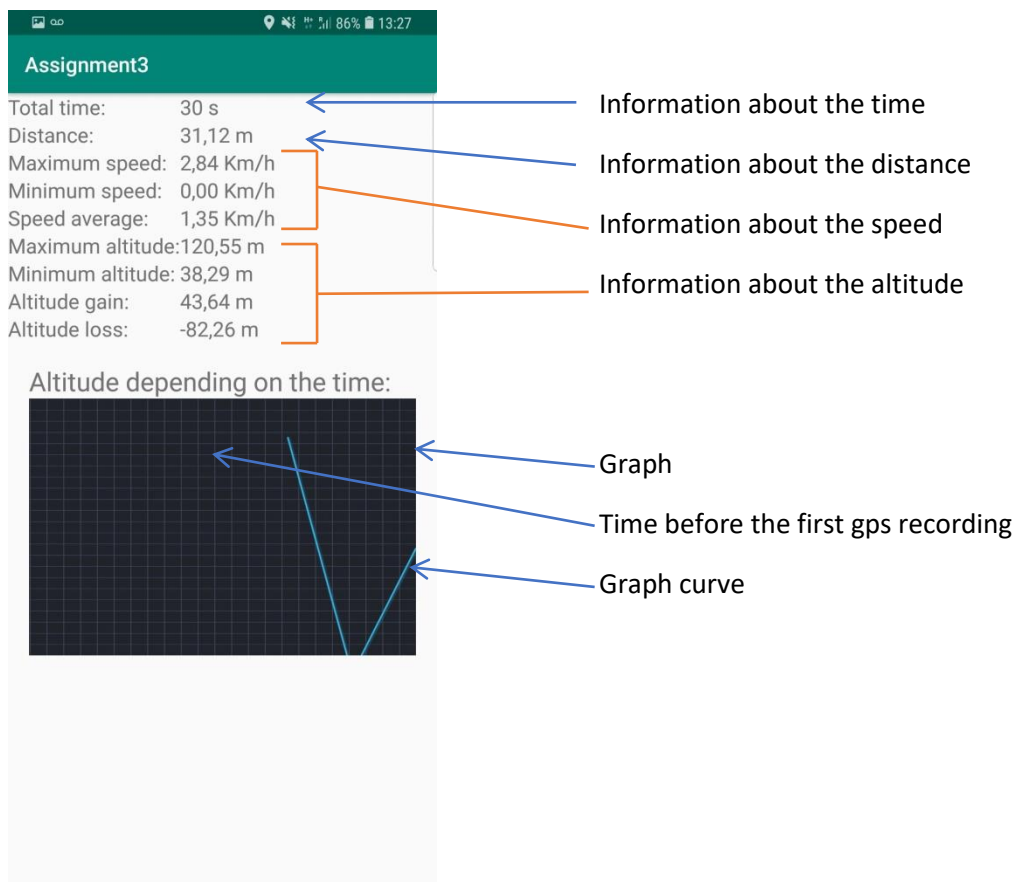 86% 13:27
Assignment3
Total time: 30 s
Information about the time
Distance: 31,12 m
Information about the distance
Maximum speed: 2,84 Km/h
Minimum speed: 0,00 Km/h
Information about the speed
Speed average: 1,35 Km/h
Maximum altitude:120,55 m
Minimum altitude: 38,29 m
Information about the altitude
Altitude gain: 43,64 m
Altitude loss: -82,26 m
Altitude depending on the time:
Graph
Time before the first gps recording
Graph curve